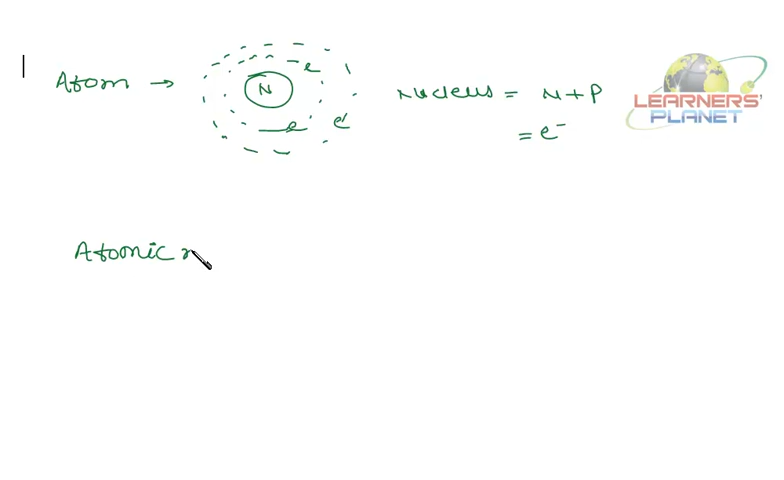 Atom →
N
e
e
e
Nucleus = N + P
= e⁻
LEARNERS'
PLANET
Atomic n